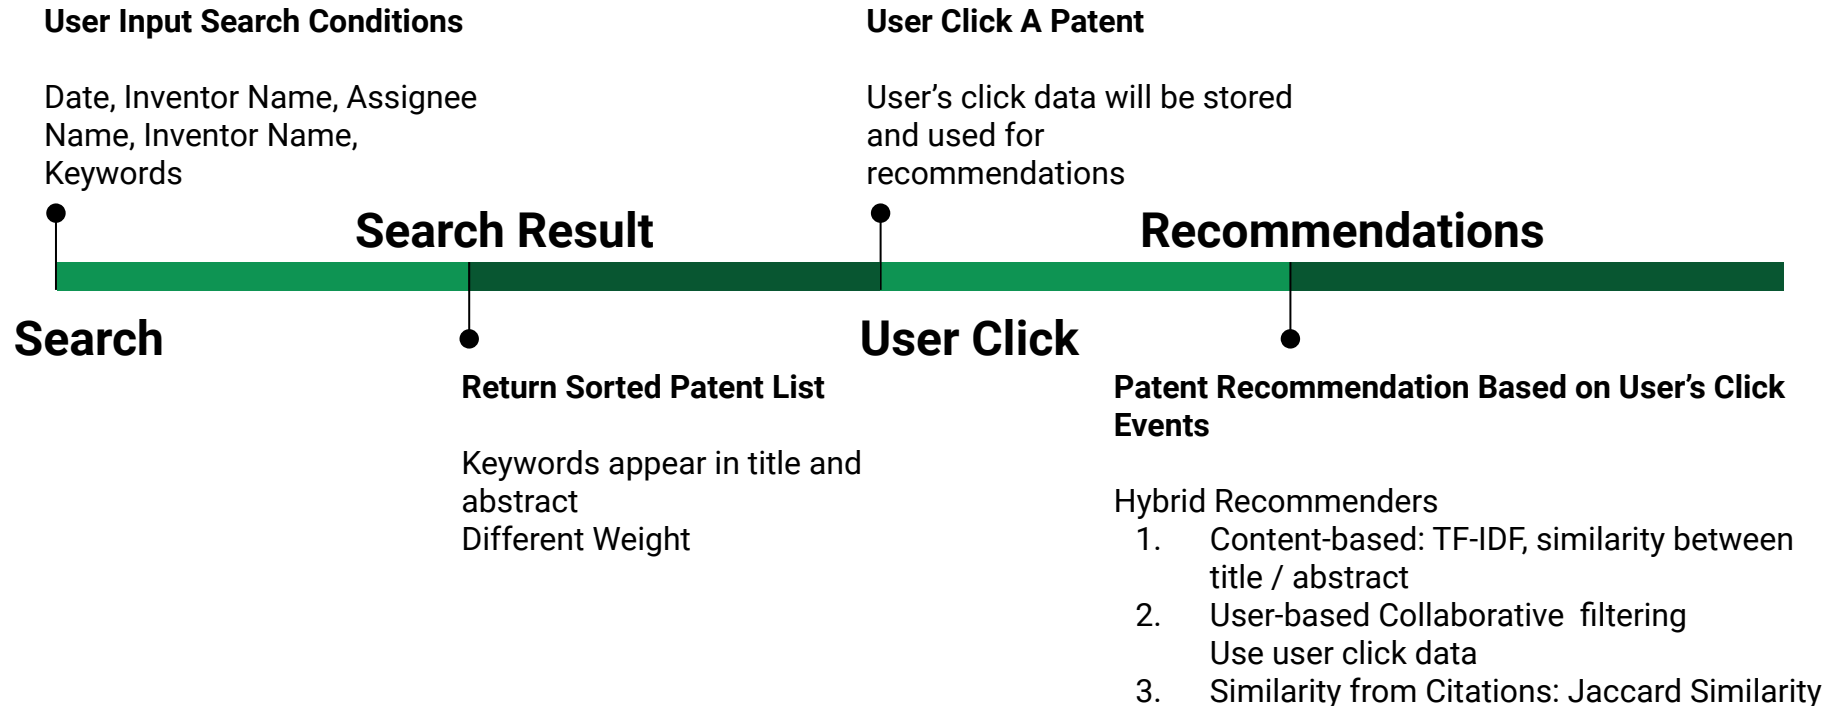 User Input Search Conditions
Date, Inventor Name, Assignee
Name, Inventor Name,
Keywords
User Click A Patent
User’s click data will be stored
and used for
recommendations
Search Result
Recommendations
Search
User Click
Return Sorted Patent List
Keywords appear in title and
abstract
Different Weight
Patent Recommendation Based on User’s Click
Events
Hybrid Recommenders
1. Content-based: TF-IDF, similarity between
title / abstract
2. User-based Collaborative  filtering
Use user click data
3. Similarity from Citations: Jaccard Similarity